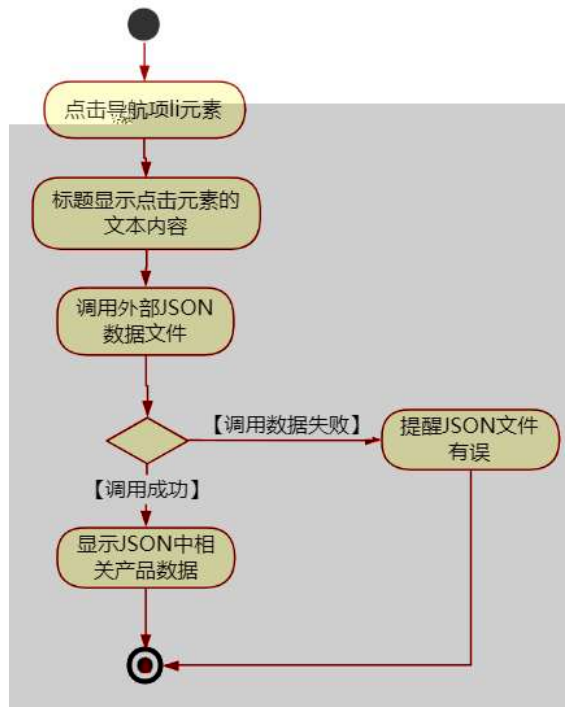 点击导航项li元素
标题显示点击元素的
文本内容
调用外部JSON
数据文件
【调用数据失败】
提醒JSON文件
有误
【调用成功】
显示JSON中相
关产品数据